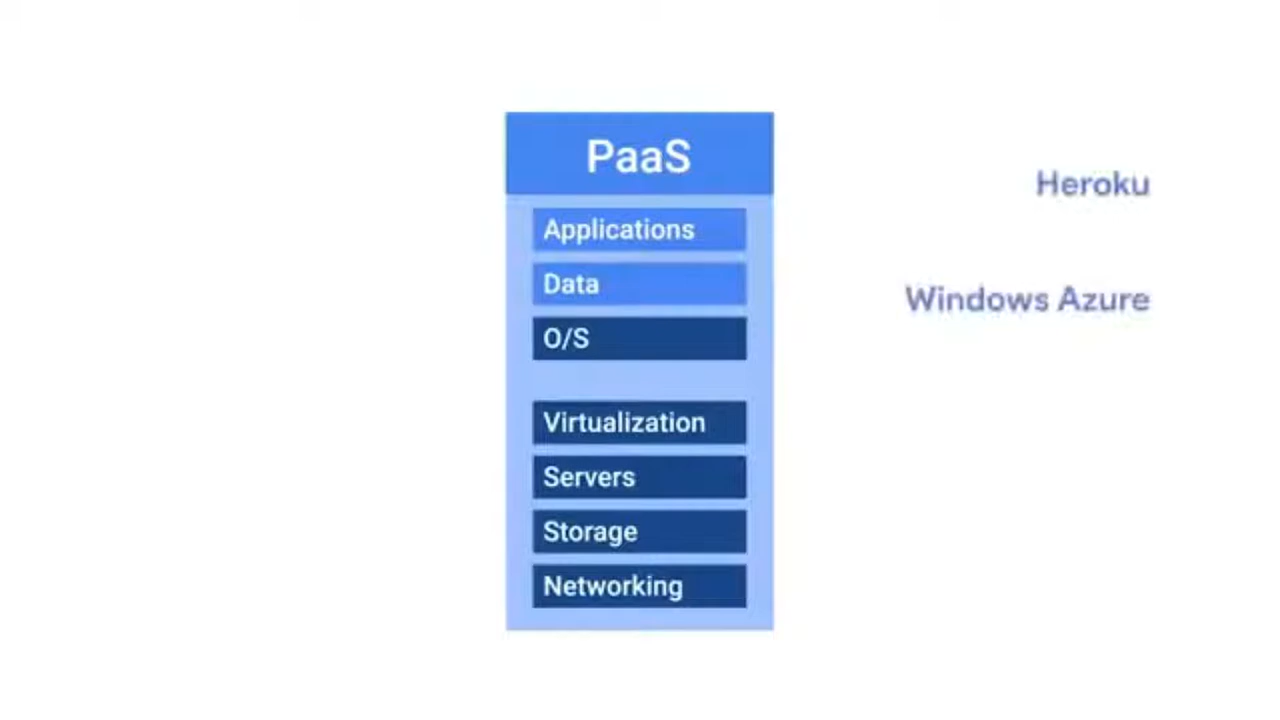 PaaS
Applications
Data
O/S
Virtualization
Servers
Storage
Networking
Heroku
Windows Azure